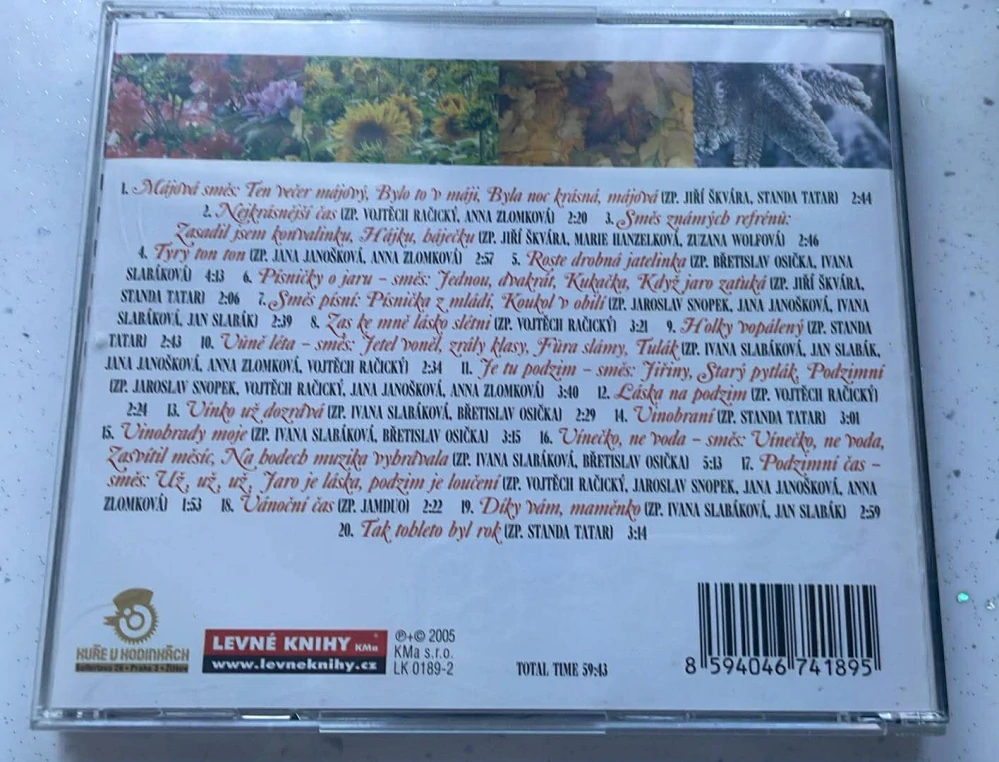 1. Májová směs: Ten večer májový, Bylo to v máji, Byla noc krásná, májová (ZP. JIŘÍ ŠKVÁRA, STANDA TATAR) 2:44
2. Nejkrásnější čas (ZP. VOJTĚCH RAČICKÝ, ANNA ZLOMKOVÁ) 2:20 3. Směs známých refrénů:
Zasadil jsem konvalinku, Hájku, háječku (ZP. JIŘÍ ŠKVÁRA, MARIE HANZELKOVÁ, ZUZANA WOLFOVÁ) 2:46
4. Tyrý ton ton (ZP. JANA JANOŠKOVÁ, ANNA ZLOMKOVÁ) 2:57 5. Roste drobná jatelinka (ZP. BŘETISLAV OSIČKA, IVANA
SLABÁKOVÁ) 4:13 6. Písničky o jaru – směs: Jednou, dvakrát, Kukačka, Když jaro zaťuká (ZP. JIŘÍ ŠKVÁRA,
STANDA TATAR) 2:06 7. Směs písní: Písnička z mládí, Koukol v obilí (ZP. JAROSLAV SNOPEK, JANA JANOŠKOVÁ, IVANA
SLABÁKOVÁ, JAN SLABÁK) 2:39 8. Zas ke mně lásko slétni (ZP. VOJTĚCH RAČICKÝ) 3:21 9. Holky vopálený (ZP. STANDA
TATAR) 2:43 10. Vůně léta – směs: Jetel voněl, zrály klasy, Fůra slámy, Tulák (ZP. IVANA SLABÁKOVÁ, JAN SLABÁK,
JANA JANOŠKOVÁ, ANNA ZLOMKOVÁ, VOJTĚCH RAČICKÝ) 2:34 11. Je tu podzim – směs: Jiřiny, Starý pytlák, Podzimní
(ZP. JAROSLAV SNOPEK, VOJTĚCH RAČICKÝ, JANA JANOŠKOVÁ, ANNA ZLOMKOVÁ) 3:40 12. Láska na podzim (ZP. VOJTĚCH RAČICKÝ)
2:24 13. Vínko už dozrává (ZP. IVANA SLABÁKOVÁ, BŘETISLAV OSIČKA) 2:29 14. Vinobraní (ZP. STANDA TATAR) 3:01
15. Vinohrady moje (ZP. IVANA SLABÁKOVÁ, BŘETISLAV OSIČKA) 3:15 16. Vínečko, ne voda – směs: Vínečko, ne voda,
Zasvítil měsíc, Na hodech muzika vyhrávala (ZP. IVANA SLABÁKOVÁ, BŘETISLAV OSIČKA) 5:13 17. Podzimní čas –
směs: Už, už, už, Jaro je láska, podzim je loučení (ZP. VOJTĚCH RAČICKÝ, JAROSLAV SNOPEK, JANA JANOŠKOVÁ, ANNA
ZLOMKOVÁ) 1:53 18. Vánoční čas (ZP. JAMDUO) 2:22 19. Díky vám, maměnko (ZP. IVANA SLABÁKOVÁ, JAN SLABÁK) 2:59
20. Tak tohleto byl rok (ZP. STANDA TATAR) 3:14
KUŘE V HODINKÁCH
Seifertova 26 • Praha 3 • Žižkov
LEVNÉ KNIHY KMa
www.levneknihy.cz
℗+© 2005
KMa s.r.o.
LK 0189-2
TOTAL TIME 59:43
8 594046 741895